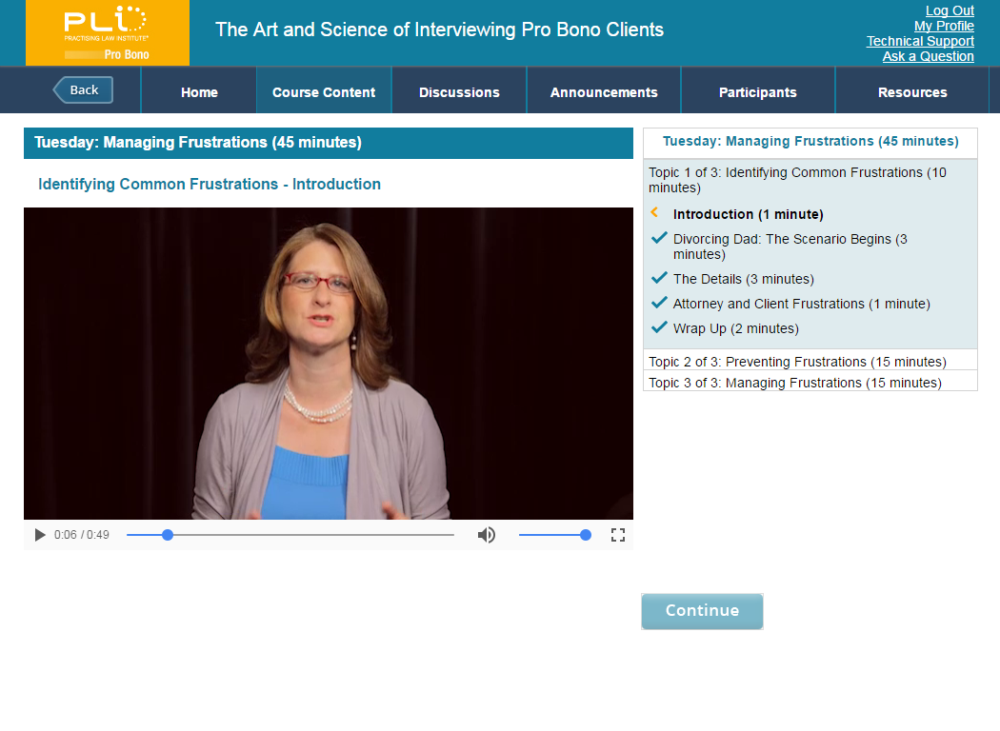 PLI
PRACTISING LAW INSTITUTE®
Pro Bono
The Art and Science of Interviewing Pro Bono Clients
Log Out
My Profile
Technical Support
Ask a Question
Back
Home
Course Content
Discussions
Announcements
Participants
Resources
Tuesday: Managing Frustrations (45 minutes)
Identifying Common Frustrations - Introduction
0:06 / 0:49
Tuesday: Managing Frustrations (45 minutes)
Topic 1 of 3: Identifying Common Frustrations (10
minutes)
Introduction (1 minute)
Divorcing Dad: The Scenario Begins (3
minutes)
The Details (3 minutes)
Attorney and Client Frustrations (1 minute)
Wrap Up (2 minutes)
Topic 2 of 3: Preventing Frustrations (15 minutes)
Topic 3 of 3: Managing Frustrations (15 minutes)
Continue